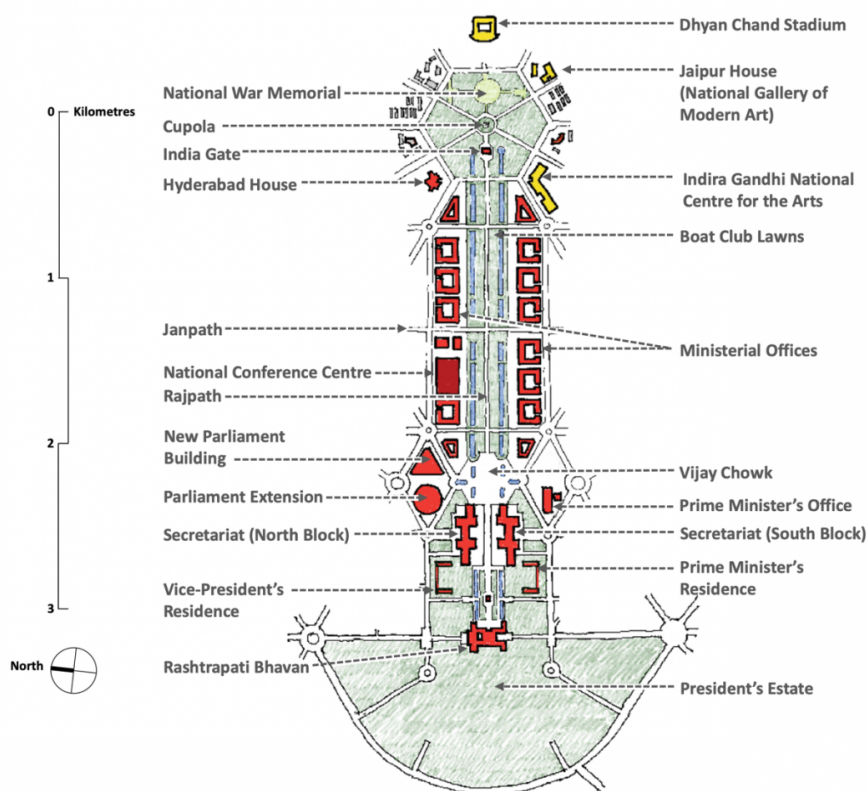 Dhyan Chand Stadium
Jaipur House
(National Gallery of
Modern Art)
National War Memorial
0
Kilometres
Cupola
India Gate
Hyderabad House
Indira Gandhi National
Centre for the Arts
Boat Club Lawns
1
Janpath
Ministerial Offices
National Conference Centre
Rajpath
New Parliament
Building
2
Vijay Chowk
Parliament Extension
Prime Minister's Office
Secretariat (North Block)
Secretariat (South Block)
Prime Minister's
Residence
Vice-President's
Residence
3
North
Rashtrapati Bhavan
President's Estate